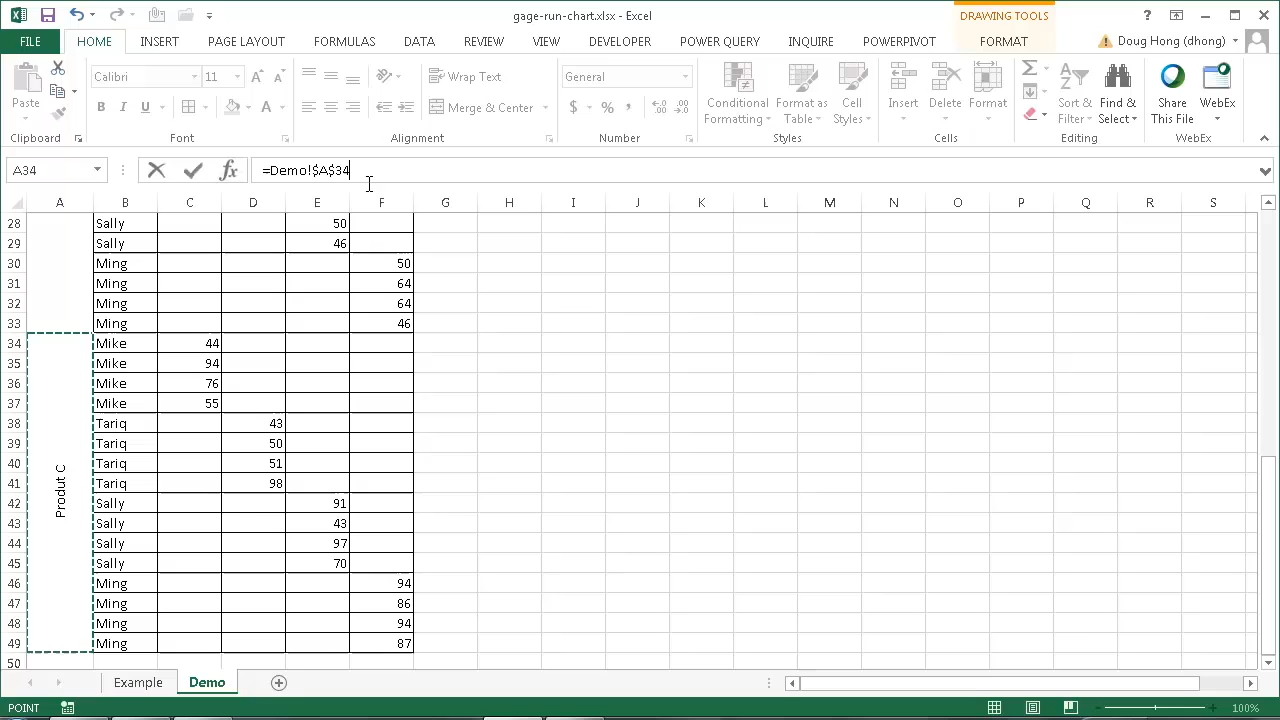 gage-run-chart.xlsx - Excel
DRAWING TOOLS
FILE HOME INSERT PAGE LAYOUT FORMULAS DATA REVIEW VIEW DEVELOPER POWER QUERY INQUIRE POWERPIVOT FORMAT Doug Hong (dhong)
Calibri 11 Wrap Text General
Paste B I U Merge & Center $ % Conditional Formatting Format as Table Cell Styles Insert Delete Format Sort & Filter Find & Select Share This File WebEx
Clipboard Font Alignment Number Styles Cells Editing WebEx
A34 fx =Demo!$A$34
A B C D E F G H I J K L M N O P Q R S
28 Sally 50
29 Sally 46
30 Ming 50
31 Ming 64
32 Ming 64
33 Ming 46
34 Mike 44
35 Mike 94
36 Mike 76
37 Mike 55
38 Tariq 43
39 Tariq 50
40 Tariq 51
41 Tariq 98
Produt C
42 Sally 91
43 Sally 43
44 Sally 97
45 Sally 70
46 Ming 94
47 Ming 86
48 Ming 94
49 Ming 87
50
Example Demo
POINT 100%